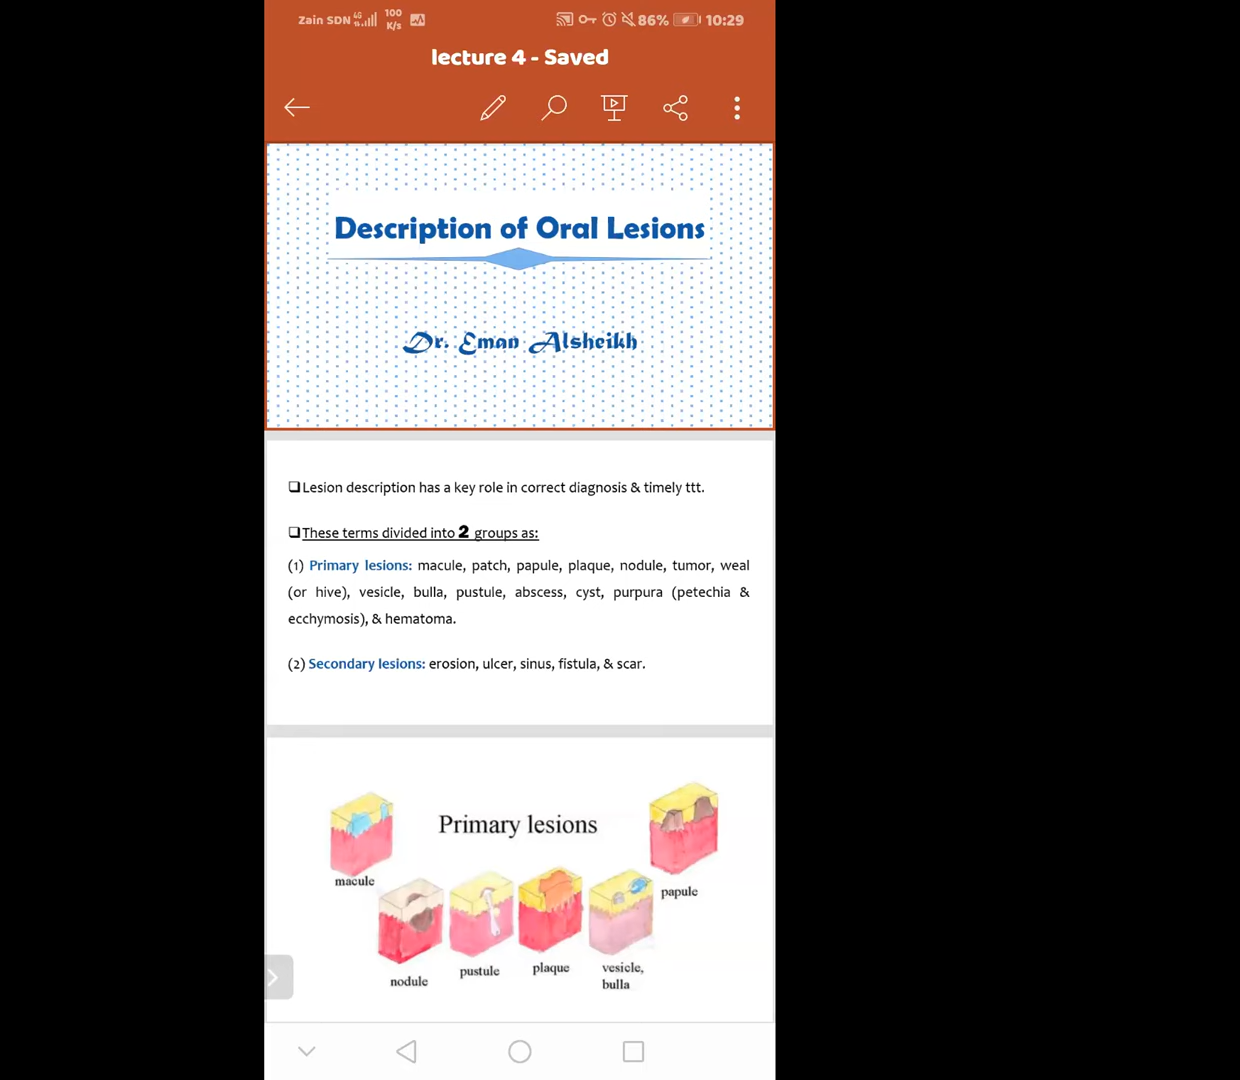 Zain SDN 4G 100 K/s 86% 10:29
lecture 4 - Saved
Description of Oral Lesions
Dr. Eman Alsheikh
❑Lesion description has a key role in correct diagnosis & timely ttt.
❑These terms divided into 2 groups as:
(1) Primary lesions: macule, patch, papule, plaque, nodule, tumor, weal
(or hive), vesicle, bulla, pustule, abscess, cyst, purpura (petechia &
ecchymosis), & hematoma.
(2) Secondary lesions: erosion, ulcer, sinus, fistula, & scar.
Primary lesions
macule
papule
nodule
pustule
plaque
vesicle,
bulla